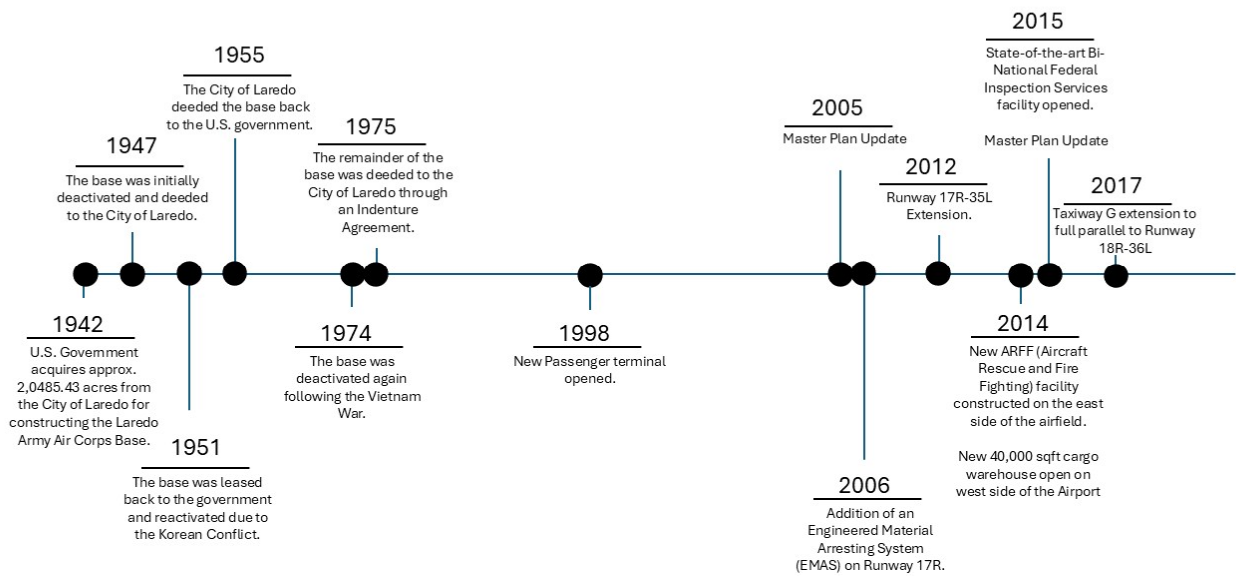 1942
U.S. Government
acquires approx.
2,0485.43 acres from
the City of Laredo for
constructing the Laredo
Army Air Corps Base.
1947
The base was initially
deactivated and deeded
to the City of Laredo.
1951
The base was leased
back to the government
and reactivated due to
the Korean Conflict.
1955
The City of Laredo
deeded the base back
to the U.S. government.
1974
The base was
deactivated again
following the Vietnam
War.
1975
The remainder of the
base was deeded to the
City of Laredo through
an Indenture
Agreement.
1998
New Passenger terminal
opened.
2005
Master Plan Update
2006
Addition of an
Engineered Material
Arresting System
(EMAS) on Runway 17R.
2012
Runway 17R-35L
Extension.
2014
New ARFF (Aircraft
Rescue and Fire
Fighting) facility
constructed on the east
side of the airfield.
New 40,000 sqft cargo
warehouse open on
west side of the Airport
2015
State-of-the-art Bi-
National Federal
Inspection Services
facility opened.
Master Plan Update
2017
Taxiway G extension to
full parallel to Runway
18R-36L